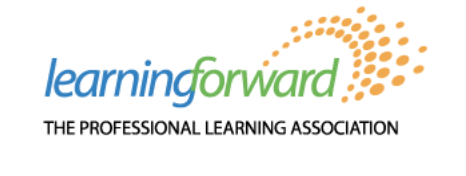 learningforward
THE PROFESSIONAL LEARNING ASSOCIATION